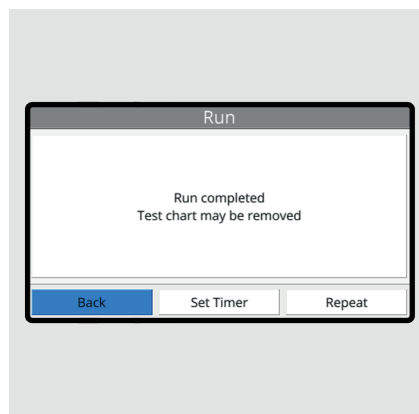 Run
Run completed
Test chart may be removed
Back
Set Timer
Repeat